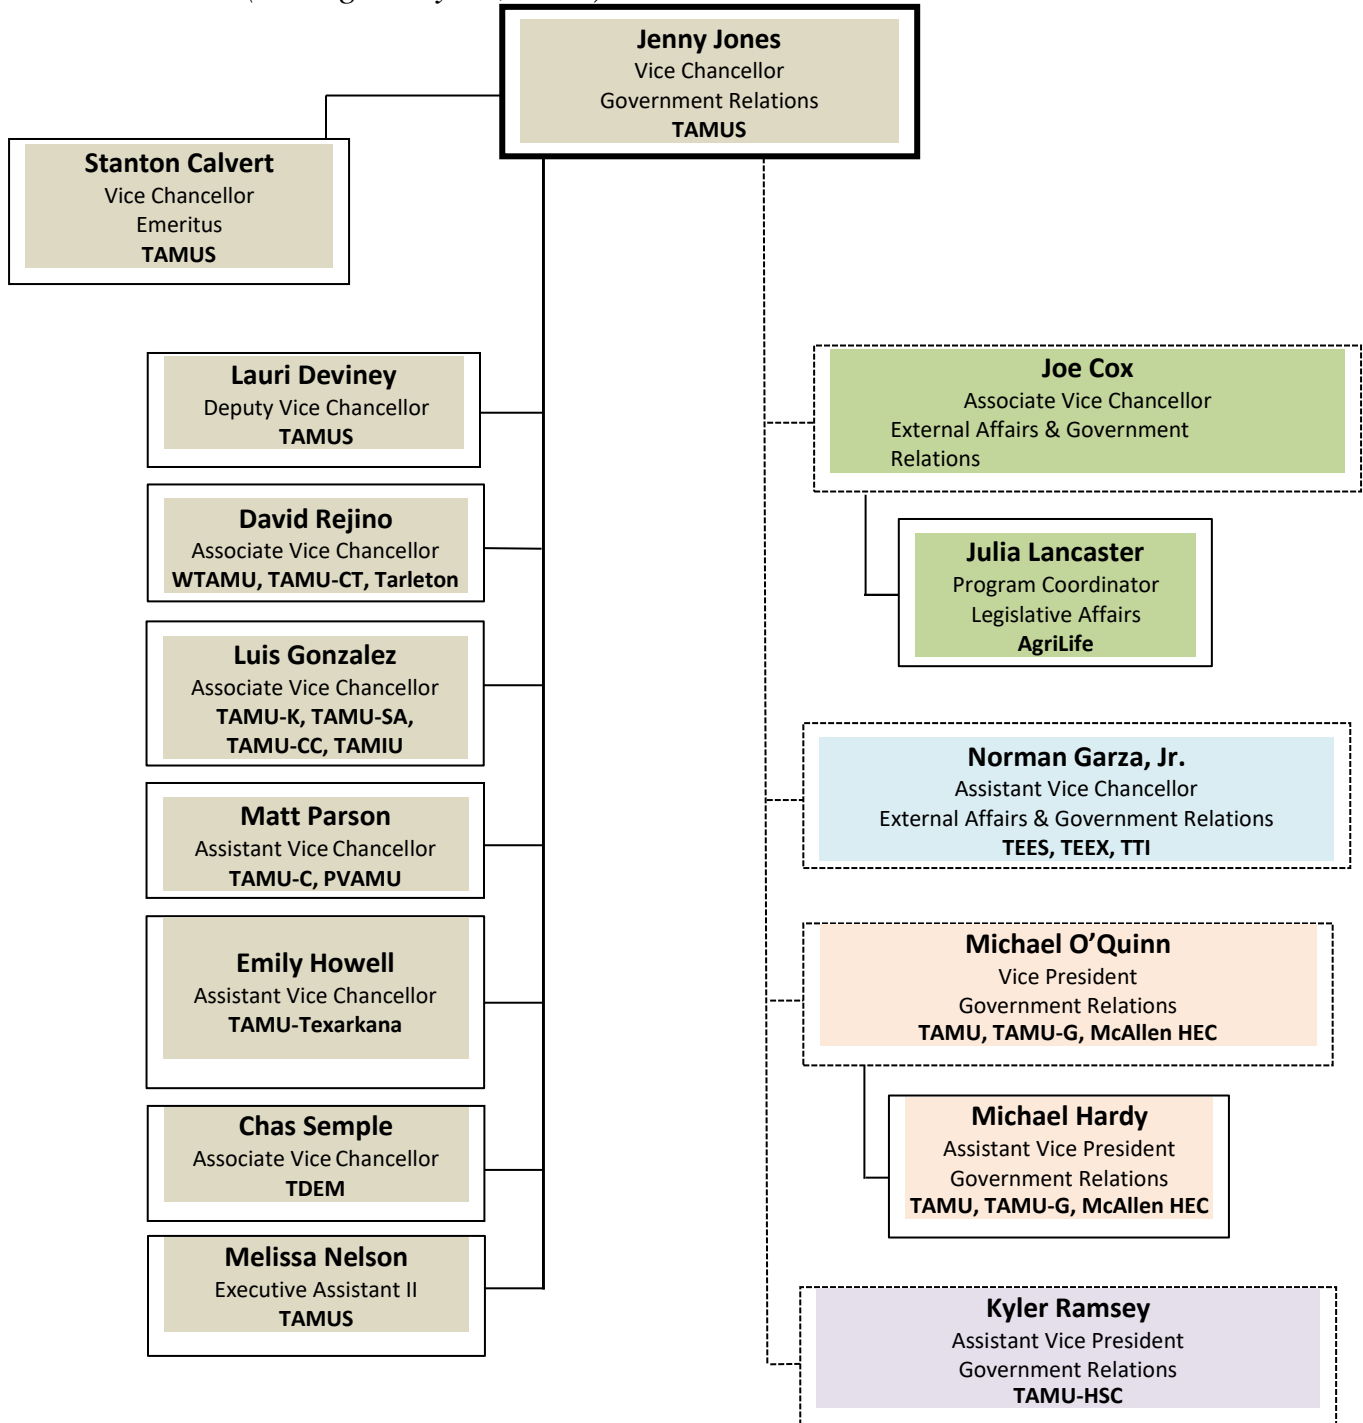 Jenny Jones
Vice Chancellor
Government Relations
TAMUS
Stanton Calvert
Vice Chancellor
Emeritus
TAMUS
Lauri Deviney
Deputy Vice Chancellor
TAMUS
David Rejino
Associate Vice Chancellor
WTAMU, TAMU-CT, Tarleton
Luis Gonzalez
Associate Vice Chancellor
TAMU-K, TAMU-SA,
TAMU-CC, TAMIU
Matt Parson
Assistant Vice Chancellor
TAMU-C, PVAMU
Emily Howell
Assistant Vice Chancellor
TAMU-Texarkana
Chas Semple
Associate Vice Chancellor
TDEM
Melissa Nelson
Executive Assistant II
TAMUS
Joe Cox
Associate Vice Chancellor
External Affairs & Government
Relations
Julia Lancaster
Program Coordinator
Legislative Affairs
AgriLife
Norman Garza, Jr.
Assistant Vice Chancellor
External Affairs & Government Relations
TEES, TEEX, TTI
Michael O’Quinn
Vice President
Government Relations
TAMU, TAMU-G, McAllen HEC
Michael Hardy
Assistant Vice President
Government Relations
TAMU, TAMU-G, McAllen HEC
Kyler Ramsey
Assistant Vice President
Government Relations
TAMU-HSC